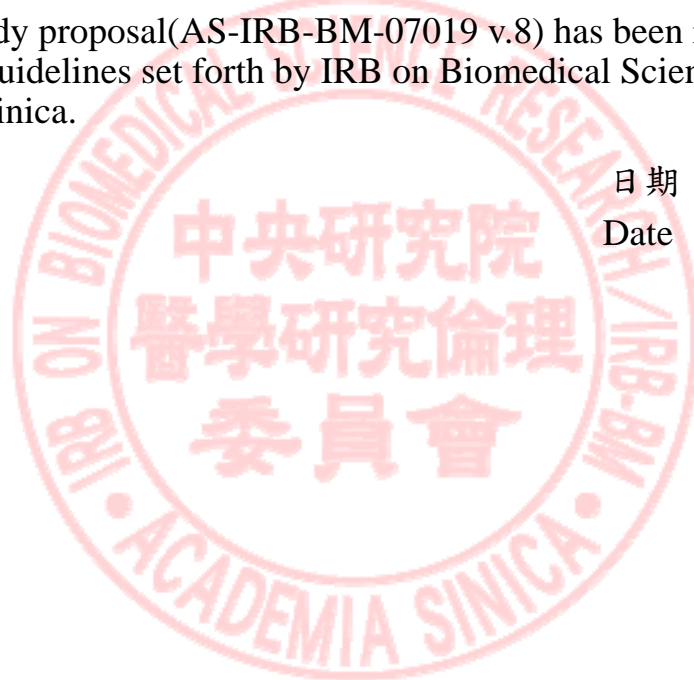 dy proposal(AS-IRB-BM-07019 v.8) has been
uidelines set forth by IRB on Biomedical Scien
inica.
日期
Date
IRB ON BIOMEDICAL SCIENCE RESEARCH/IRB-BM
中央研究院
醫學研究倫理
委員會
• ACADEMIA SINICA •